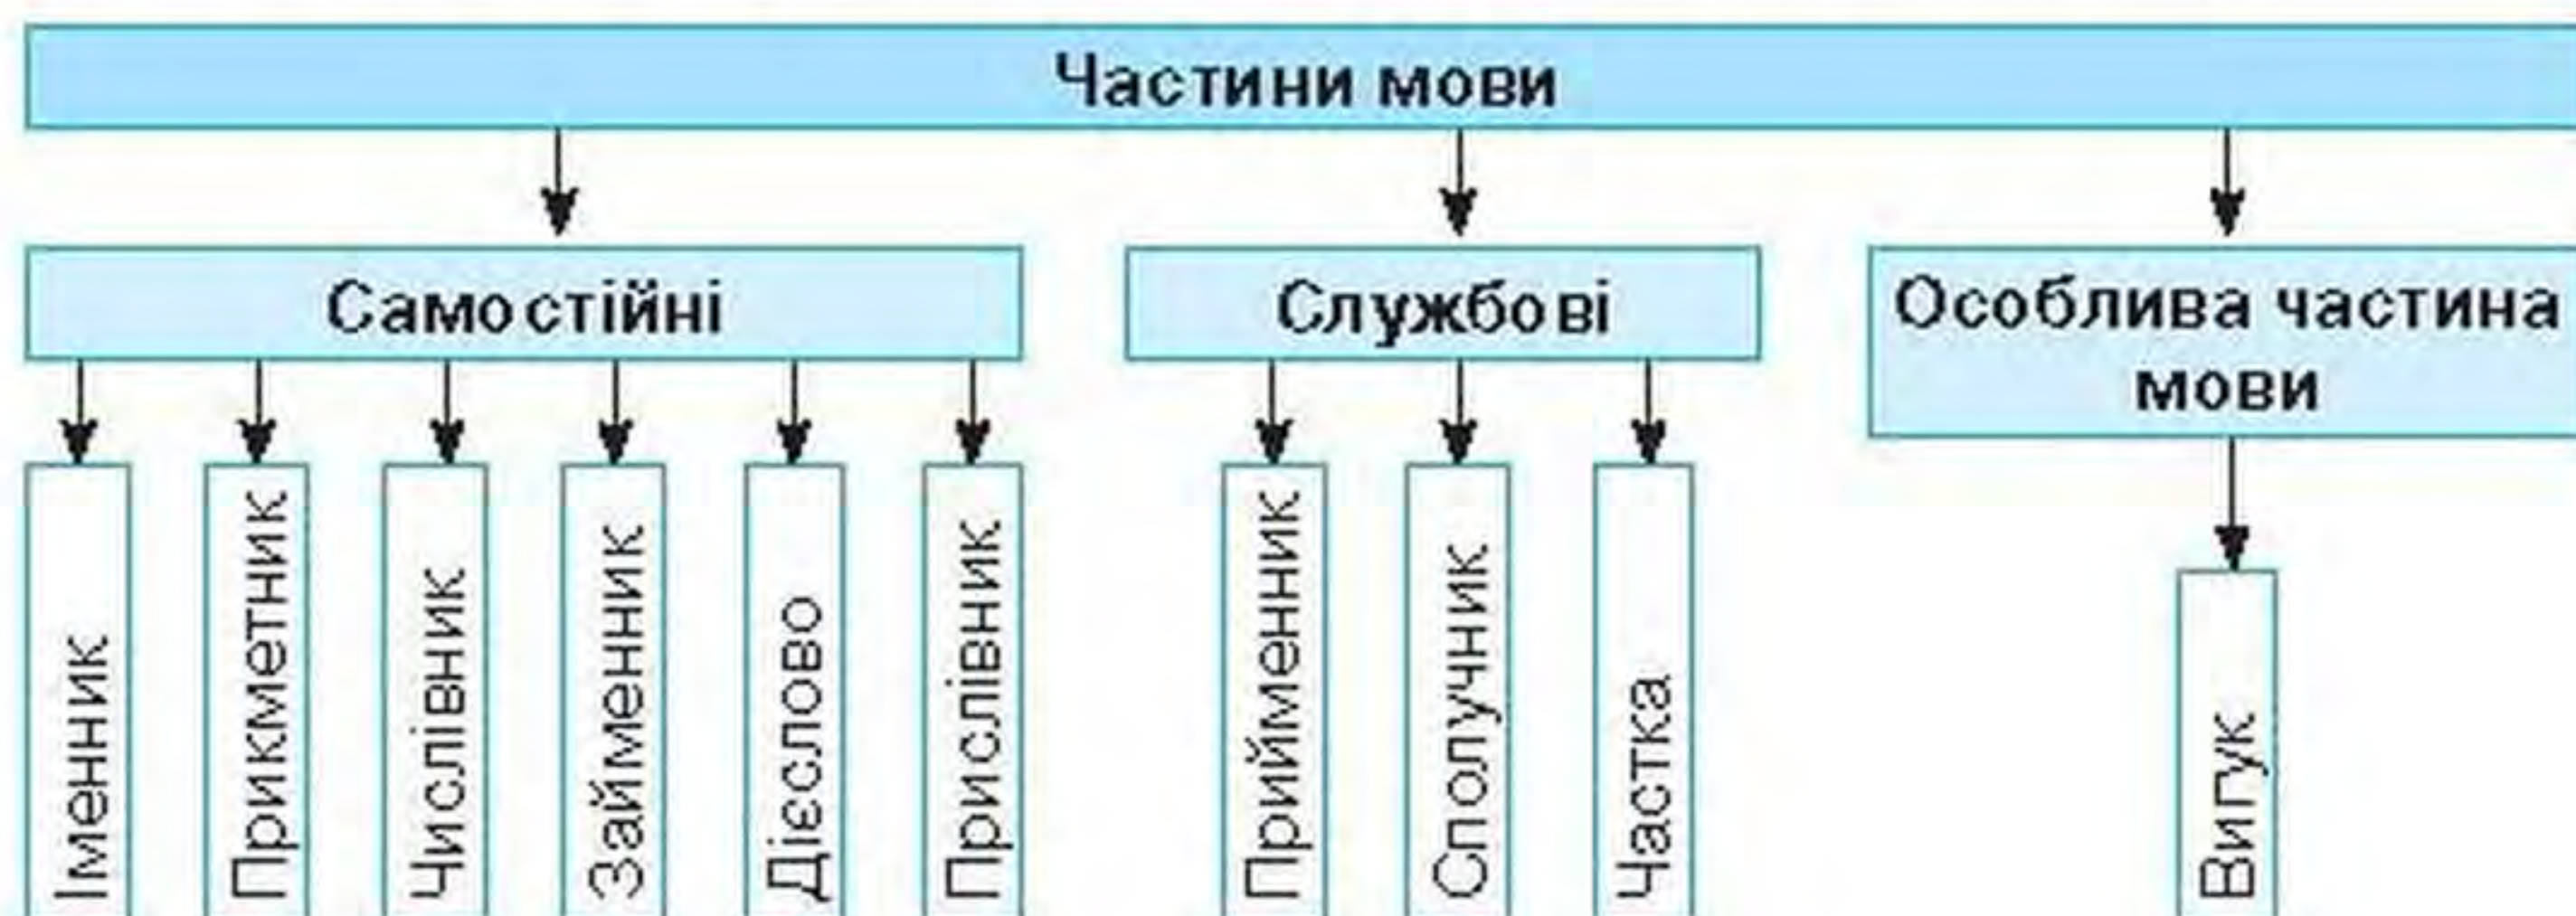 Частини мови
Самостійні
Службові
Особлива частина
мови
Іменник
Прикметник
Числівник
Займенник
Дієслово
Прислівник
Прийменник
Сполучник
Частка
Вигук